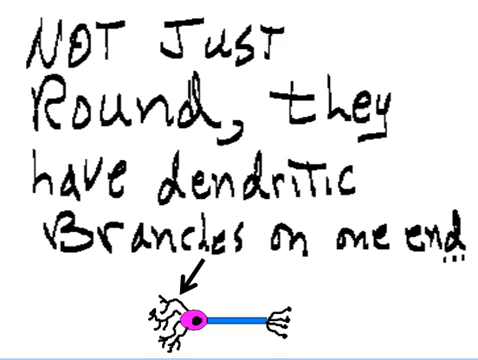 NOT Just
Round, they
have dendritic
Branches on one end...